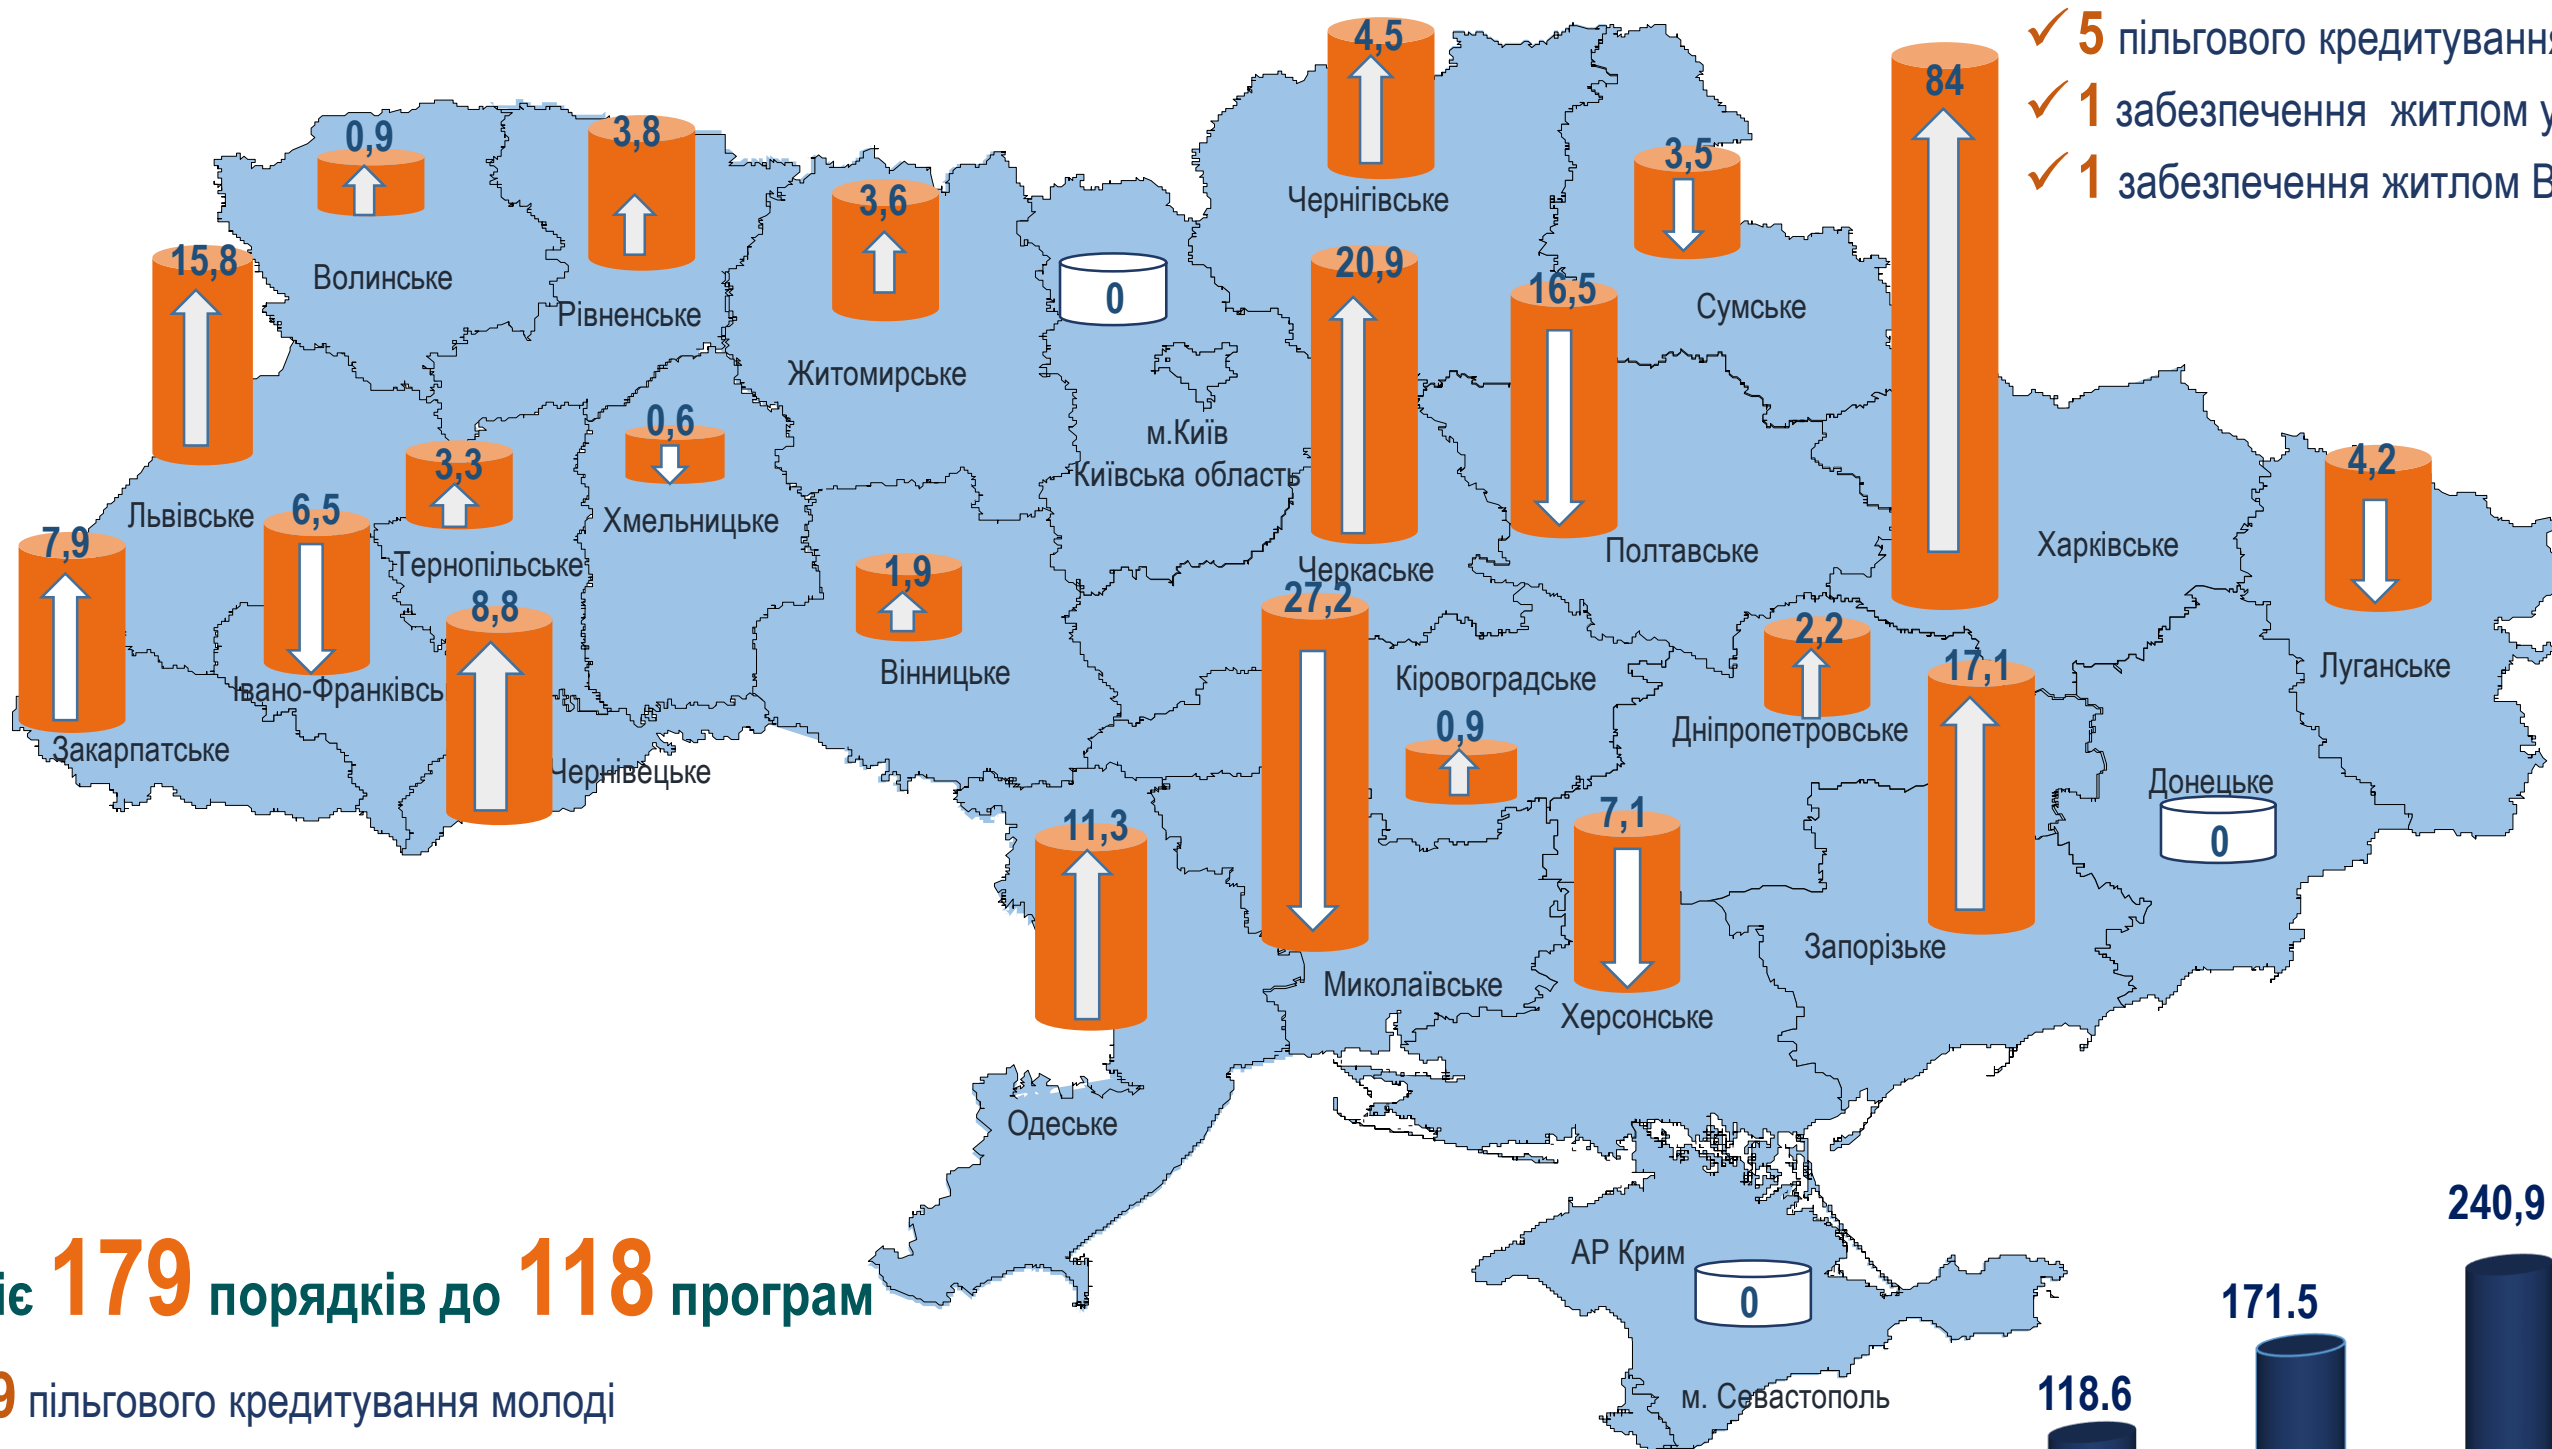 ✓ 5 пільгового кредитування
✓ 1 забезпечення житлом у
✓ 1 забезпечення житлом В
4,5
Чернігівське
84
0,9
Волинське
3,8
Рівненське
3,6
Житомирське
3,5
Сумське
15,8
Львівське
0
м.Київ
Київська область
20,9
Черкаське
16,5
Полтавське
Харківське
4,2
Луганське
0,6
Хмельницьке
3,3
Тернопільське
6,5
Івано-Франківсь
7,9
Закарпатське
8,8
Чернівецьке
1,9
Вінницьке
27,2
Миколаївське
Кіровоградське
0,9
2,2
Дніпропетровське
17,1
Запорізьке
Донецьке
0
11,3
Одеське
7,1
Херсонське
АР Крим
0
м. Севастополь
іє 179 порядків до 118 програм
9 пільгового кредитування молоді
118.6
171.5
240,9